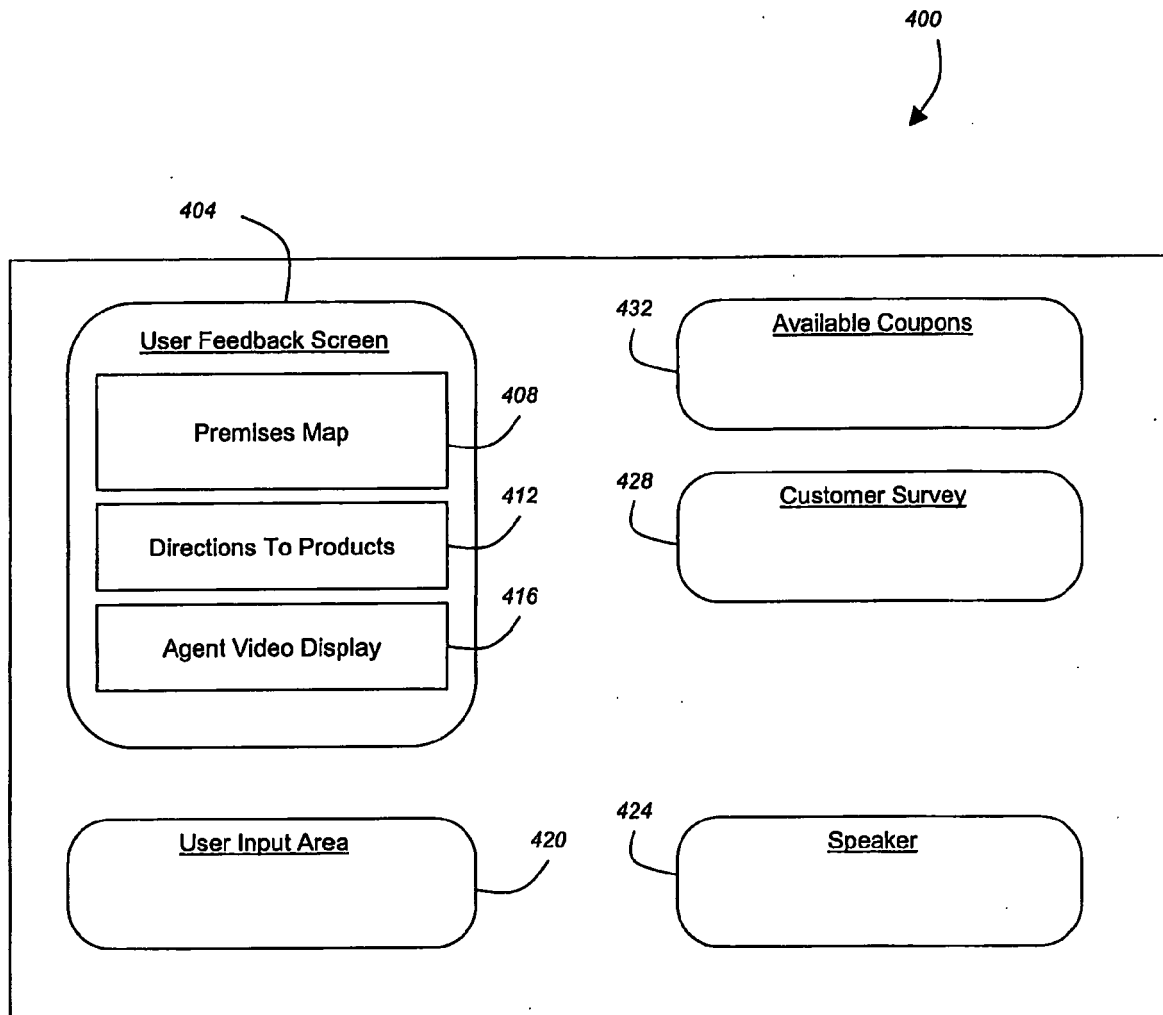 400
404
User Feedback Screen
Premises Map
408
Directions To Products
412
Agent Video Display
416
432
Available Coupons
428
Customer Survey
User Input Area
420
424
Speaker